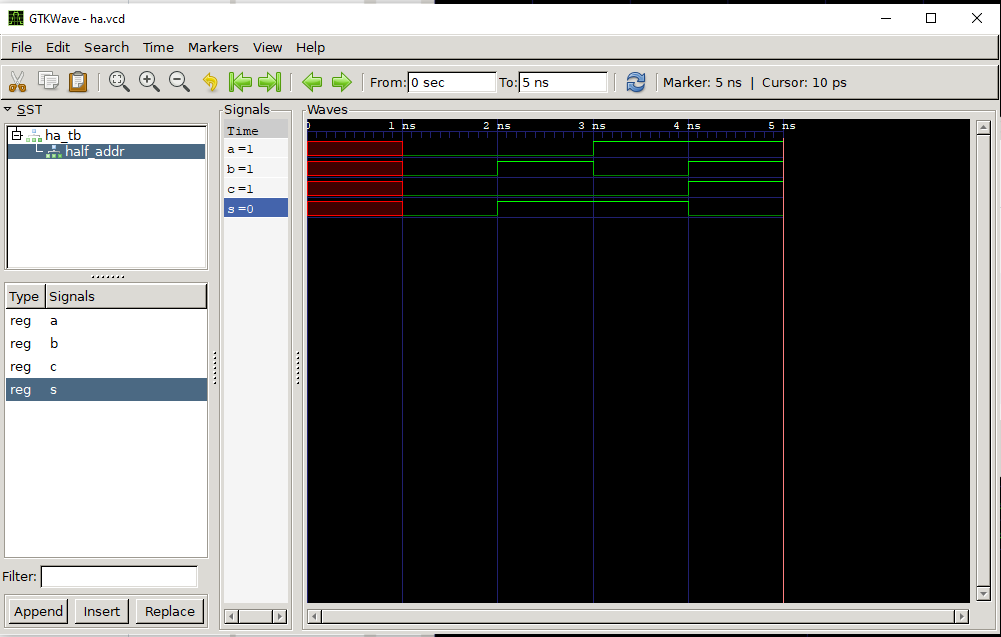 GTKWave - ha.vcd
File Edit Search Time Markers View Help
From: 0 sec To: 5 ns Marker: 5 ns | Cursor: 10 ps
SST
ha_tb
half_addr
Type Signals
reg a
reg b
reg c
reg s
Filter:
Append Insert Replace
Signals
Time
a =1
b =1
c =1
s =0
Waves
0 1 ns 2 ns 3 ns 4 ns 5 ns